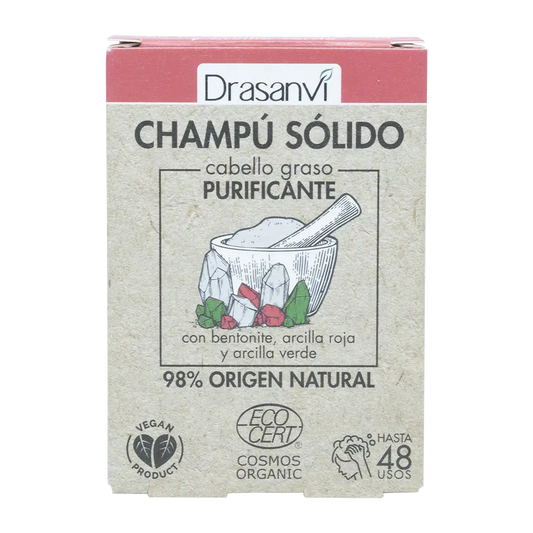 Drasanvi
CHAMPÚ SÓLIDO
cabello graso
PURIFICANTE
con bentonite, arcilla roja
y arcilla verde
98% ORIGEN NATURAL
VEGAN
PRODUCT
ECO
CERT
®
COSMOS
ORGANIC
HASTA
48
USOS